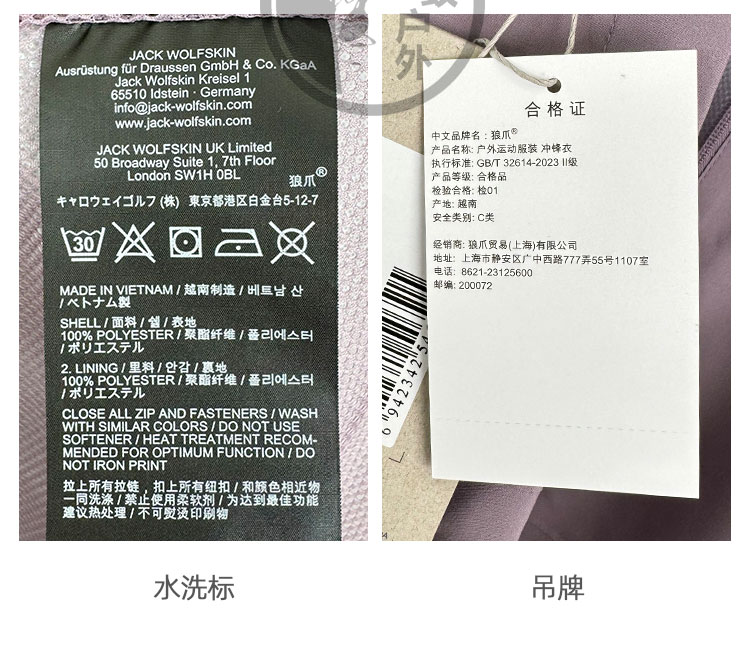 JACK WOLFSKIN
Ausrüstung für Draussen GmbH & Co. KGaA
Jack Wolfskin Kreisel 1
65510 Idstein · Germany
info@jack-wolfskin.com
www.jack-wolfskin.com
JACK WOLFSKIN UK Limited
50 Broadway Suite 1, 7th Floor
London SW1H 0BL
狼爪®
キャロウェイゴルフ (株) 東京都港区白金台5-12-7
30
MADE IN VIETNAM / 越南制造 / 베트남 산
/ ベトナム製
SHELL / 面料 / 쉘 / 表地
100% POLYESTER / 聚酯纤维 / 폴리에스터
/ ポリエステル
2. LINING / 里料 / 안감 / 裏地
100% POLYESTER / 聚酯纤维 / 폴리에스터
/ ポリエステル
CLOSE ALL ZIP AND FASTENERS / WASH
WITH SIMILAR COLORS / DO NOT USE
SOFTENER / HEAT TREATMENT RECOM-
MENDED FOR OPTIMUM FUNCTION / DO
NOT IRON PRINT
拉上所有拉链, 扣上所有纽扣 / 和颜色相近物
一同洗涤 / 禁止使用柔软剂 / 为达到最佳功能
建议热处理 / 不可熨烫印刷物
水洗标
户外
合格证
中文品牌名: 狼爪®
产品名称: 户外运动服装 冲锋衣
执行标准: GB/T 32614-2023 II级
产品等级: 合格品
检验合格: 检01
产地: 越南
安全类别: C类
经销商: 狼爪贸易(上海)有限公司
地址: 上海市静安区广中西路777弄55号1107室
电话: 8621-23125600
邮编: 200072
吊牌